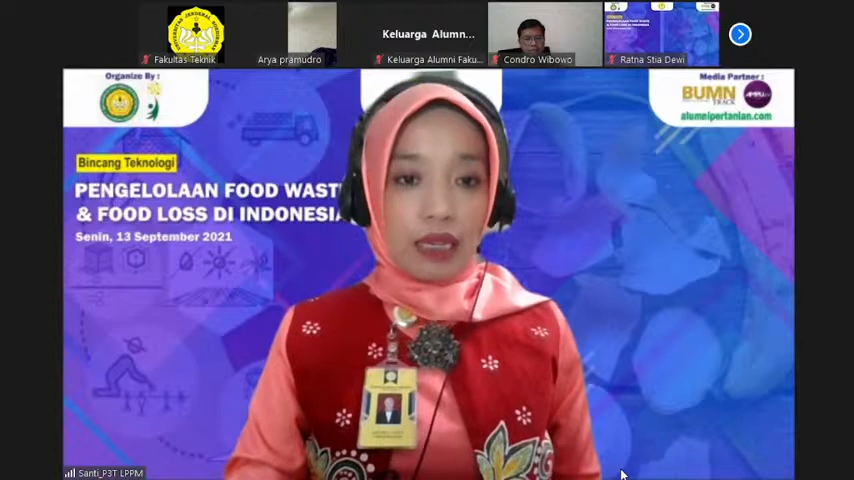 Keluarga Alumn...
Fakultas Teknik
Arya pramudro
Keluarga Alumni Faku...
Condro Wibowo
Ratna Stia Dewi
Organize By :
Media Partner :
BUMN
TRACK
alumnipertanian.com
Bincang Teknologi
PENGELOLAAN FOOD WAST
& FOOD LOSS DI INDONESIA
Senin, 13 September 2021
Santi_P3T LPPM